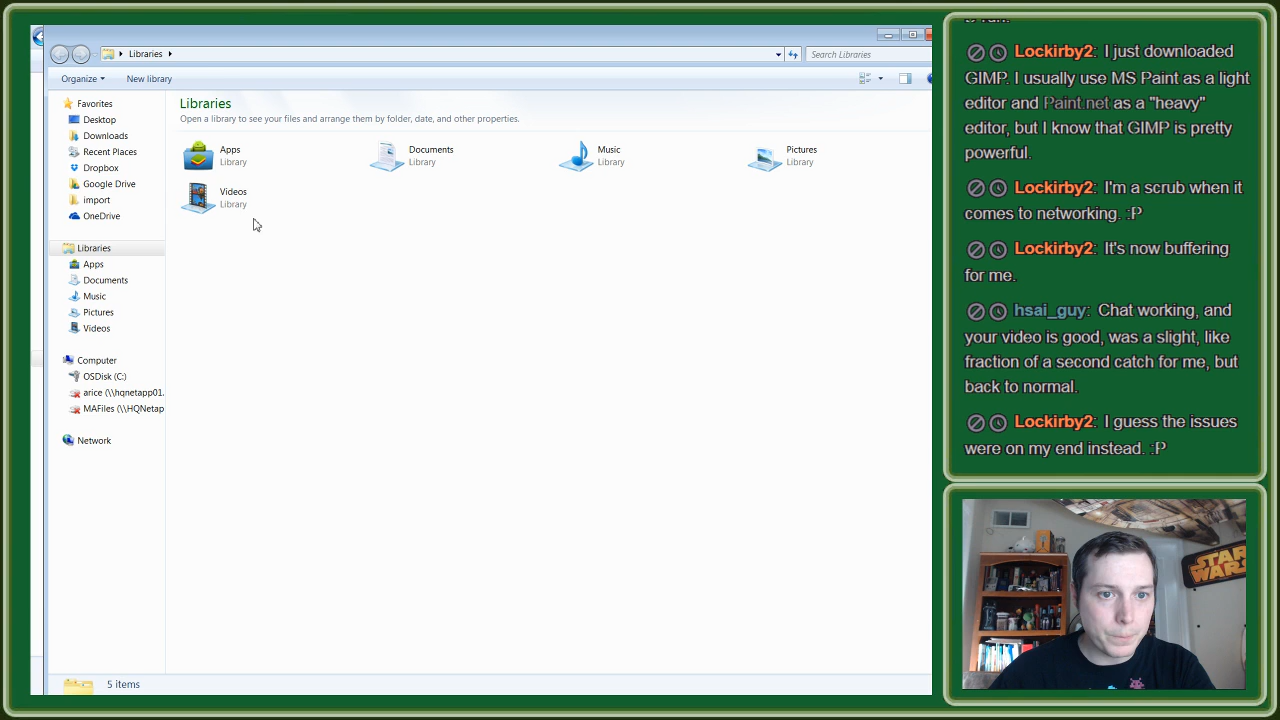 Libraries
Search Libraries
Organize
New library
Favorites
Desktop
Downloads
Recent Places
Dropbox
Google Drive
import
OneDrive
Libraries
Apps
Documents
Music
Pictures
Videos
Computer
OSDisk (C:)
arice (\\hqnetapp01.
MAFiles (\\HQNetap
Network
Libraries
Open a library to see your files and arrange them by folder, date, and other properties.
Apps
Library
Documents
Library
Music
Library
Pictures
Library
Videos
Library
5 items
Lockirby2: I just downloaded
GIMP. I usually use MS Paint as a light
editor and Paint.net as a "heavy"
editor, but I know that GIMP is pretty
powerful.
Lockirby2: I'm a scrub when it
comes to networking. :P
Lockirby2: It's now buffering
for me.
hsai_guy: Chat working, and
your video is good, was a slight, like
fraction of a second catch for me, but
back to normal.
Lockirby2: I guess the issues
were on my end instead. :P
STAR
WARS